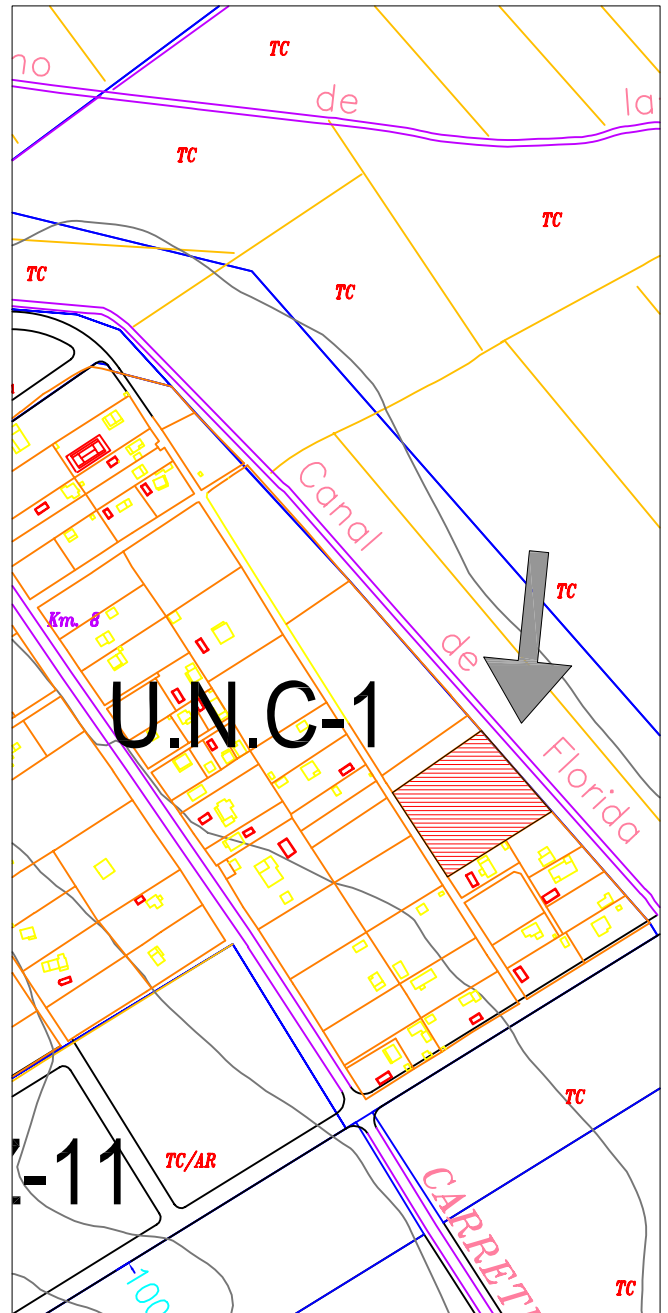 TC
no de la
TC
TC
TC
TC
Canal de Florida
TC
Km. 8
U.N.C-1
TC
TC/AR
-11
CARRET
TC
-100